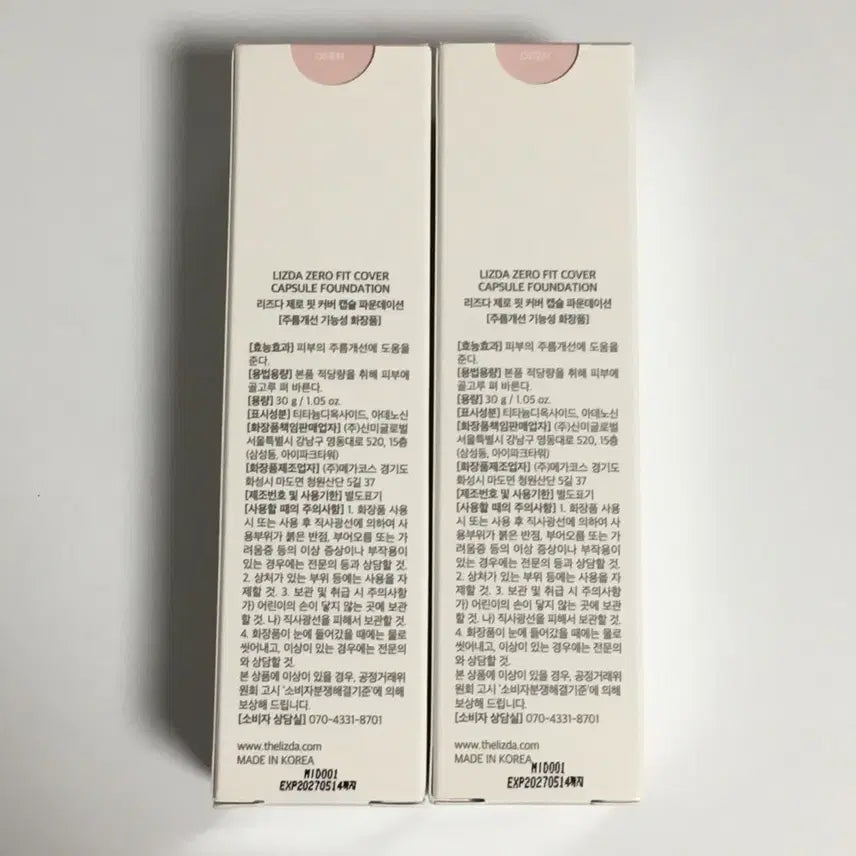 LIZDA ZERO FIT COVER
CAPSULE FOUNDATION
리즈다 제로 핏 커버 캡슐 파운데이션
[주름개선 기능성 화장품]
[효능효과] 피부의 주름개선에 도움을
준다.
[용법용량] 본품 적당량을 취해 피부에
골고루 펴 바른다.
[용량] 30 g / 1.05 oz.
[표시성분] 티타늄디옥사이드, 아데노신
[화장품책임판매업자] (주)신미글로벌
서울특별시 강남구 영동대로 520, 15층
(삼성동, 아이파크타워)
[화장품제조업자] (주)메가코스 경기도
화성시 마도면 청원산단 5길 37
[제조번호 및 사용기한] 별도표기
[사용할 때의 주의사항] 1. 화장품 사용
시 또는 사용 후 직사광선에 의하여 사
용부위가 붉은 반점, 부어오름 또는 가
려움증 등의 이상 증상이나 부작용이
있는 경우에는 전문의 등과 상담할 것.
2. 상처가 있는 부위 등에는 사용을 자
제할 것. 3. 보관 및 취급 시 주의사항
가) 어린이의 손이 닿지 않는 곳에 보관
할 것. 나) 직사광선을 피해서 보관할 것.
4. 화장품이 눈에 들어갔을 때에는 물로
씻어내고, 이상이 있는 경우에는 전문의
와 상담할 것.
본 상품에 이상이 있을 경우, 공정거래위
원회 고시 '소비자분쟁해결기준'에 의해
보상해 드립니다.
[소비자 상담실] 070-4331-8701
www.thelizda.com
MADE IN KOREA
MID001
EXP20270514까지
LIZDA ZERO FIT COVER
CAPSULE FOUNDATION
리즈다 제로 핏 커버 캡슐 파운데이션
[주름개선 기능성 화장품]
[효능효과] 피부의 주름개선에 도움을
준다.
[용법용량] 본품 적당량을 취해 피부에
골고루 펴 바른다.
[용량] 30 g / 1.05 oz.
[표시성분] 티타늄디옥사이드, 아데노신
[화장품책임판매업자] (주)신미글로벌
서울특별시 강남구 영동대로 520, 15층
(삼성동, 아이파크타워)
[화장품제조업자] (주)메가코스 경기도
화성시 마도면 청원산단 5길 37
[제조번호 및 사용기한] 별도표기
[사용할 때의 주의사항] 1. 화장품 사용
시 또는 사용 후 직사광선에 의하여 사
용부위가 붉은 반점, 부어오름 또는 가
려움증 등의 이상 증상이나 부작용이
있는 경우에는 전문의 등과 상담할 것.
2. 상처가 있는 부위 등에는 사용을 자
제할 것. 3. 보관 및 취급 시 주의사항
가) 어린이의 손이 닿지 않는 곳에 보관
할 것. 나) 직사광선을 피해서 보관할 것.
4. 화장품이 눈에 들어갔을 때에는 물로
씻어내고, 이상이 있는 경우에는 전문의
와 상담할 것.
본 상품에 이상이 있을 경우, 공정거래위
원회 고시 '소비자분쟁해결기준'에 의해
보상해 드립니다.
[소비자 상담실] 070-4331-8701
www.thelizda.com
MADE IN KOREA
MID001
EXP20270514까지